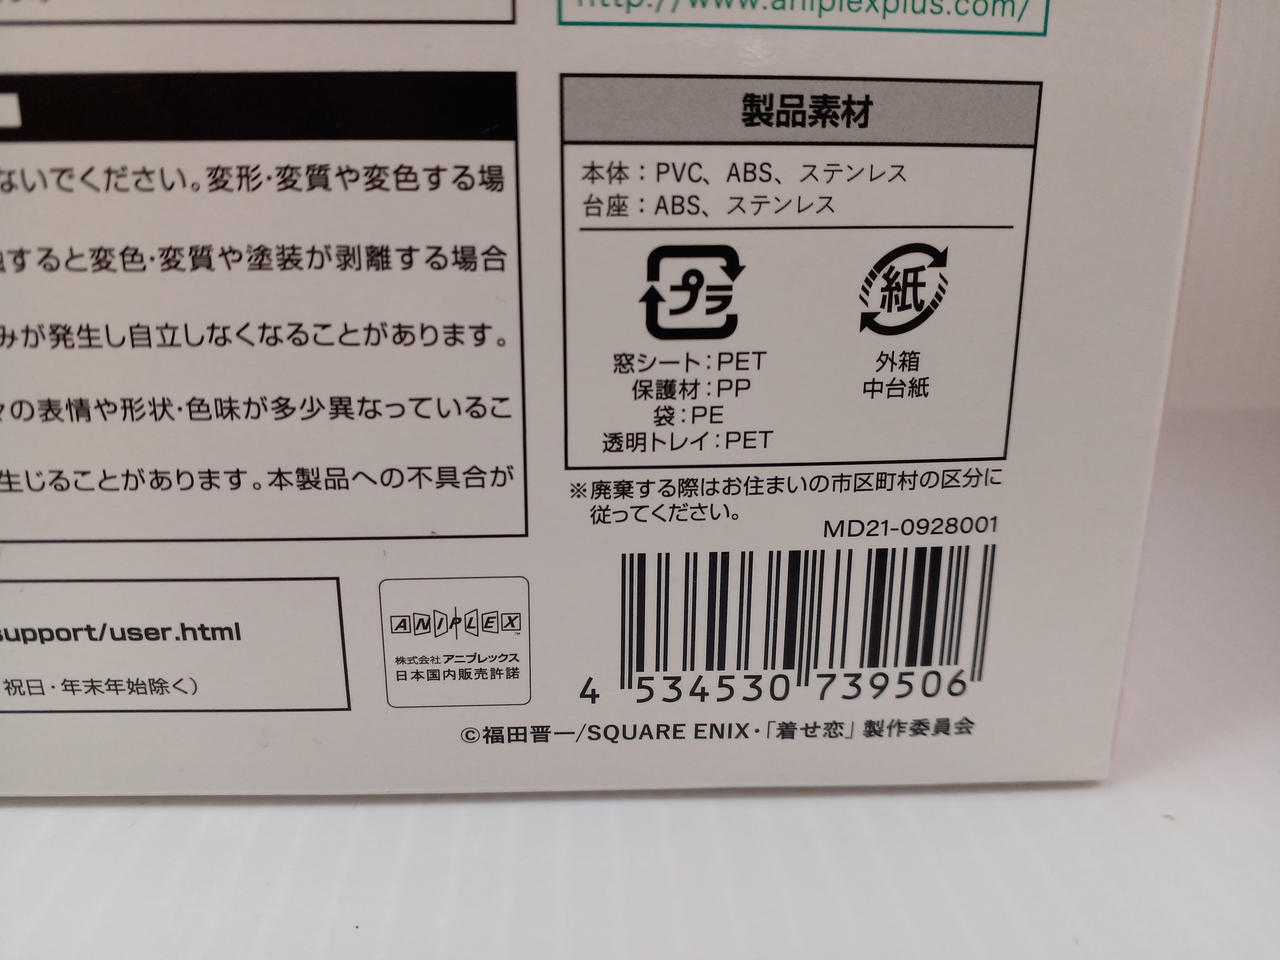 http://www.aniplexplus.com/
ないでください。変形・変質や変色する場
すると変色・変質や塗装が剥離する場合
みが発生し自立しなくなることがあります。
の表情や形状・色味が多少異なっているこ
生じることがあります。本製品への不具合が
support/user.html
祝日・年末年始除く)
ANIPLEX
株式会社アニプレックス
日本国内販売許諾
製品素材
本体：PVC、ABS、ステンレス
台座：ABS、ステンレス
プラ
窓シート：PET
保護材：PP
袋：PE
透明トレイ：PET
紙
外箱
中台紙
※廃棄する際はお住まいの市区町村の区分に
従ってください。
MD21-0928001
4 534530 739506
©福田晋一/SQUARE ENIX・「着せ恋」製作委員会